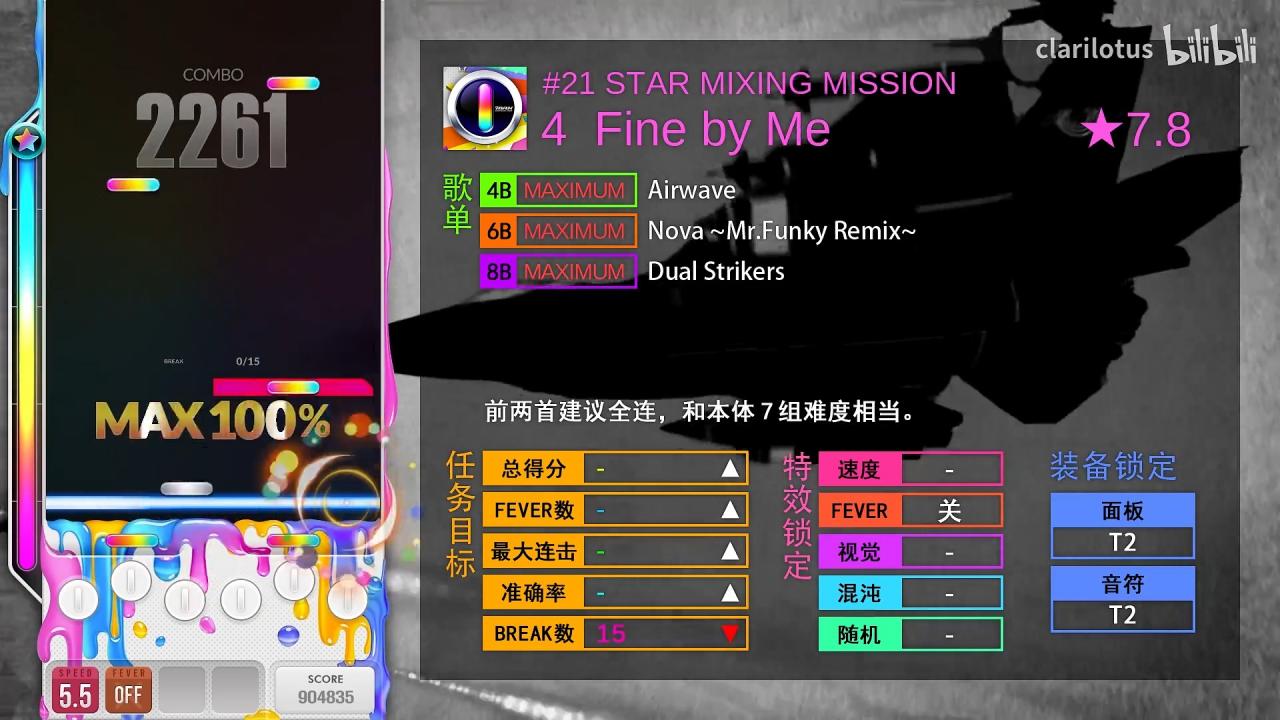 COMBO
2261
BREAK
0/15
MAX 100%
SPEED
5.5
FEVER
OFF
SCORE
904835
clarilotus bilibili
#21 STAR MIXING MISSION
4 Fine by Me
★7.8
歌单
4B MAXIMUM Airwave
6B MAXIMUM Nova ~Mr.Funky Remix~
8B MAXIMUM Dual Strikers
前两首建议全连，和本体７组难度相当。
任务目标
总得分 - ▲
FEVER数 - ▲
最大连击 - ▲
准确率 - ▲
BREAK数 15 ▼
特效锁定
速度 -
FEVER 关
视觉 -
混沌 -
随机 -
装备锁定
面板
T2
音符
T2